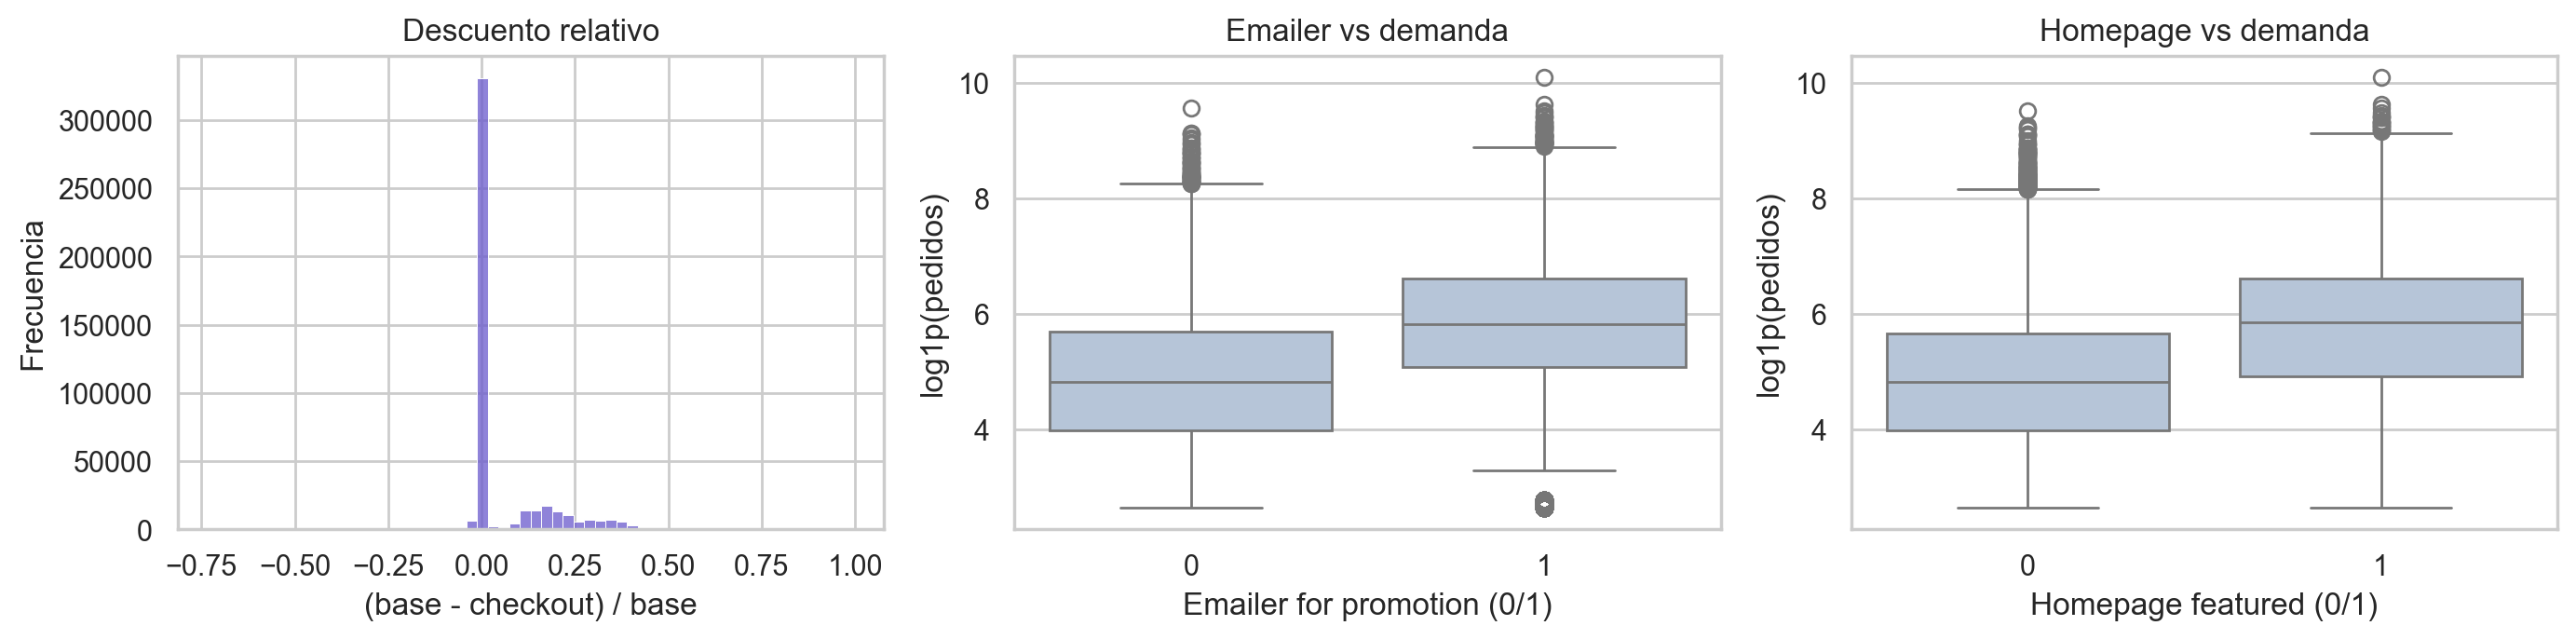 Descuento relativo
Frecuencia
300000
250000
200000
150000
100000
50000
0
−0.75 −0.50 −0.25 0.00 0.25 0.50 0.75 1.00
(base - checkout) / base
Emailer vs demanda
log1p(pedidos)
10
8
6
4
0 1
Emailer for promotion (0/1)
Homepage vs demanda
log1p(pedidos)
10
8
6
4
0 1
Homepage featured (0/1)